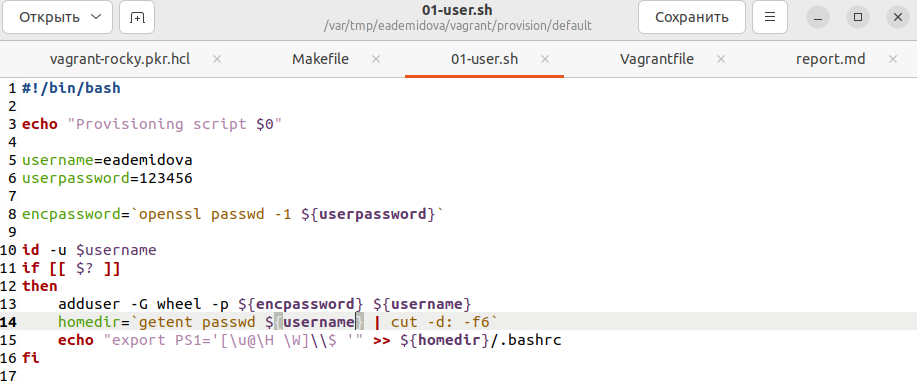 Открыть
01-user.sh
/var/tmp/eademidova/vagrant/provision/default
Сохранить
vagrant-rocky.pkr.hcl
Makefile
01-user.sh
Vagrantfile
report.md
1 #!/bin/bash
2
3 echo "Provisioning script $0"
4
5 username=eademidova
6 userpassword=123456
7
8 encpassword=`openssl passwd -1 ${userpassword}`
9
10 id -u $username
11 if [[ $? ]]
12 then
13     adduser -G wheel -p ${encpassword} ${username}
14     homedir=`getent passwd ${username} | cut -d: -f6`
15     echo "export PS1='[\u@\H \W]\\$ '" >> ${homedir}/.bashrc
16 fi
17